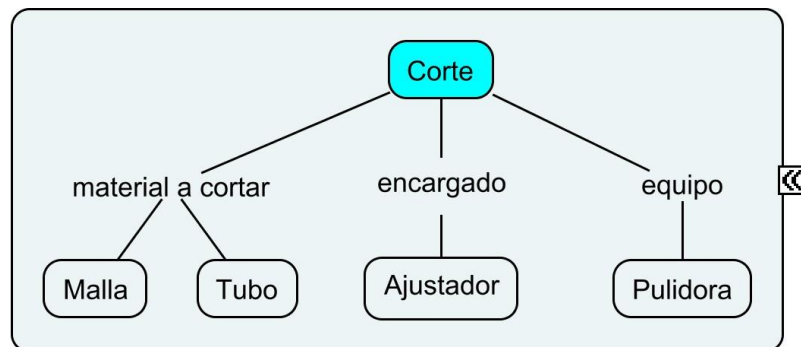 Corte
material a cortar
encargado
equipo
Malla
Tubo
Ajustador
Pulidora